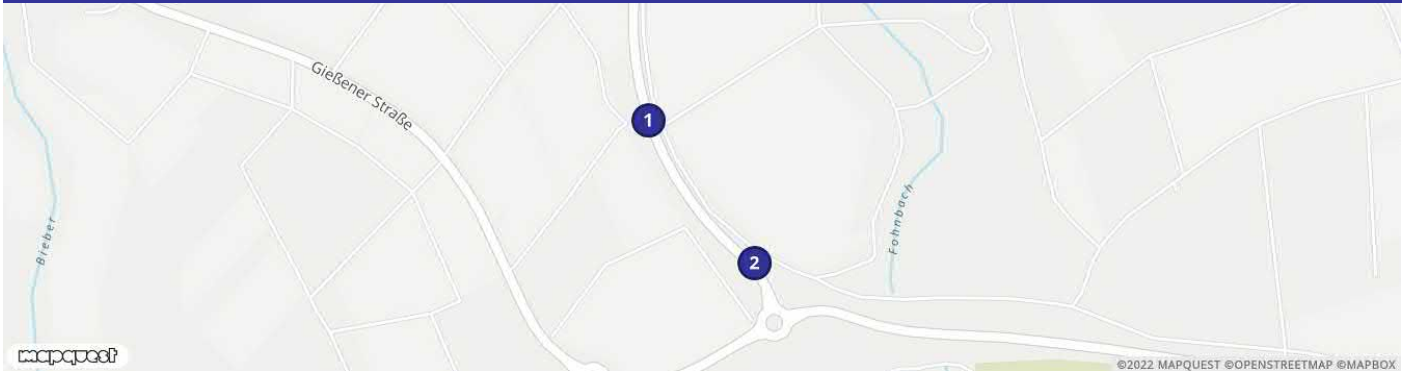 Gießener Straße
1
Bieber
Fohnbach
2
mapquest
©2022 MAPQUEST ©OPENSTREETMAP ©MAPBOX